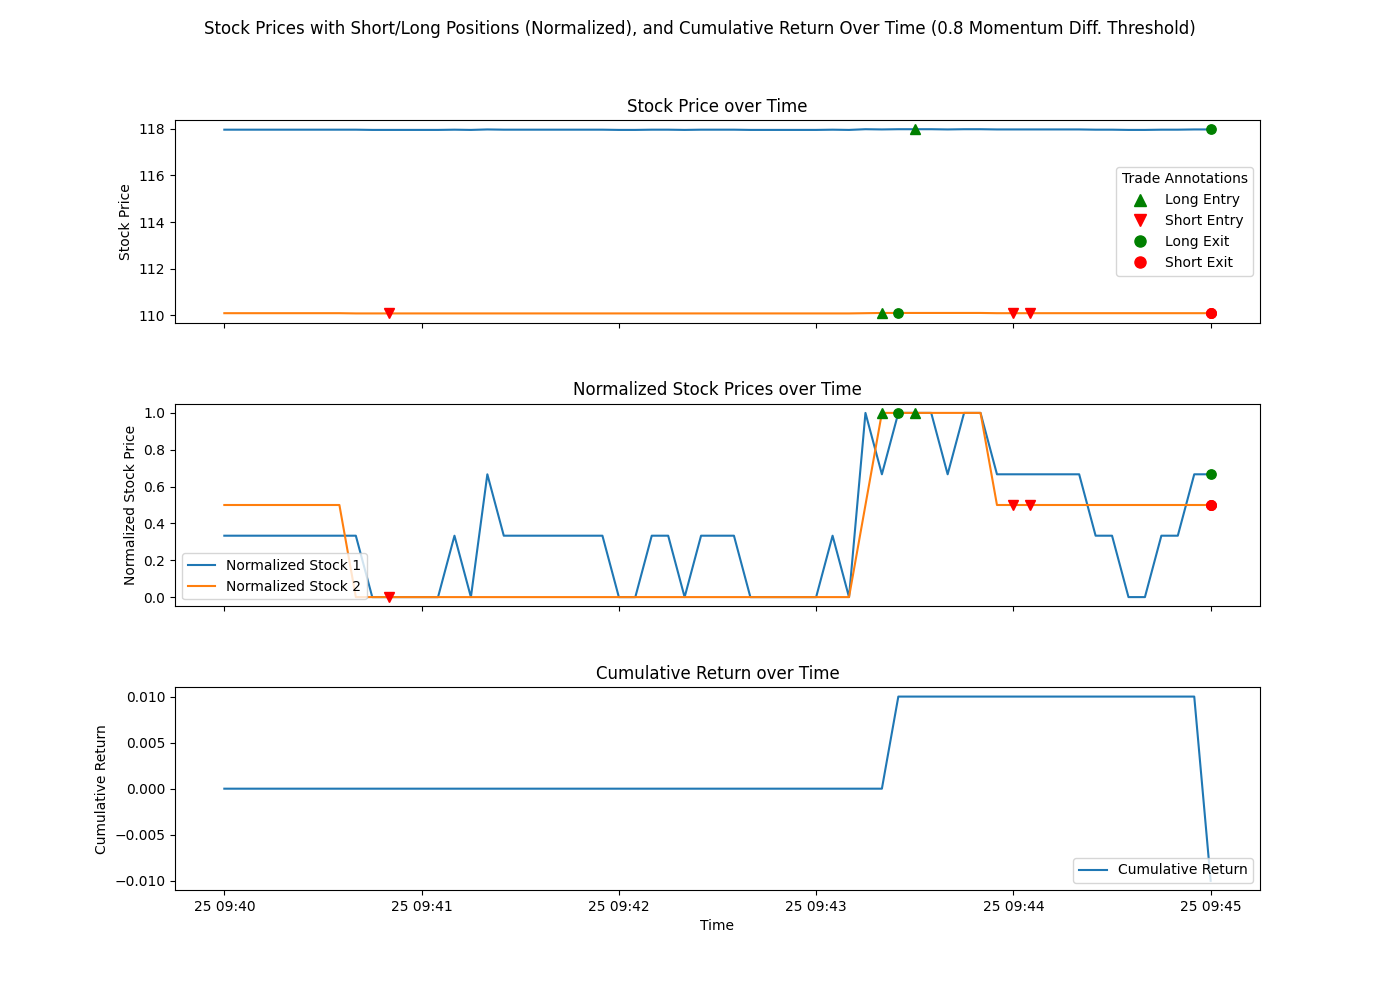 Stock Prices with Short/Long Positions (Normalized), and Cumulative Return Over Time (0.8 Momentum Diff. Threshold)
Stock Price over Time
118
116
114
112
110
Stock Price
Trade Annotations
Long Entry
Short Entry
Long Exit
Short Exit
Normalized Stock Prices over Time
1.0
0.8
0.6
0.4
0.2
0.0
Normalized Stock Price
Normalized Stock 1
Normalized Stock 2
Cumulative Return over Time
0.010
0.005
0.000
−0.005
−0.010
Cumulative Return
Cumulative Return
25 09:40
25 09:41
25 09:42
25 09:43
25 09:44
25 09:45
Time